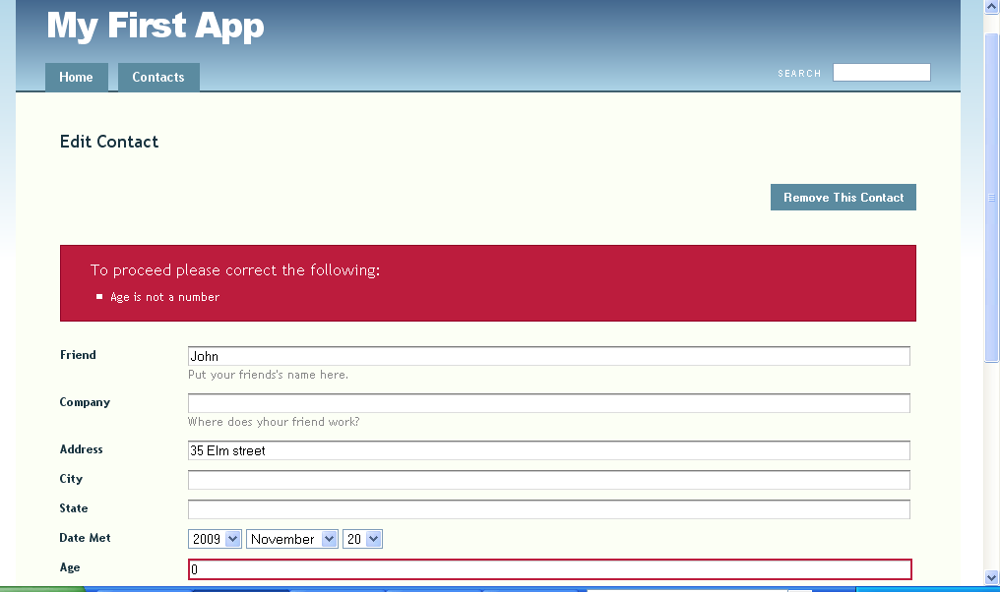 My First App
Home Contacts SEARCH
Edit Contact
Remove This Contact
To proceed please correct the following:
Age is not a number
Friend John
Put your friends's name here.
Company
Where does yhour friend work?
Address 35 Elm street
City
State
Date Met 2009 November 20
Age 0